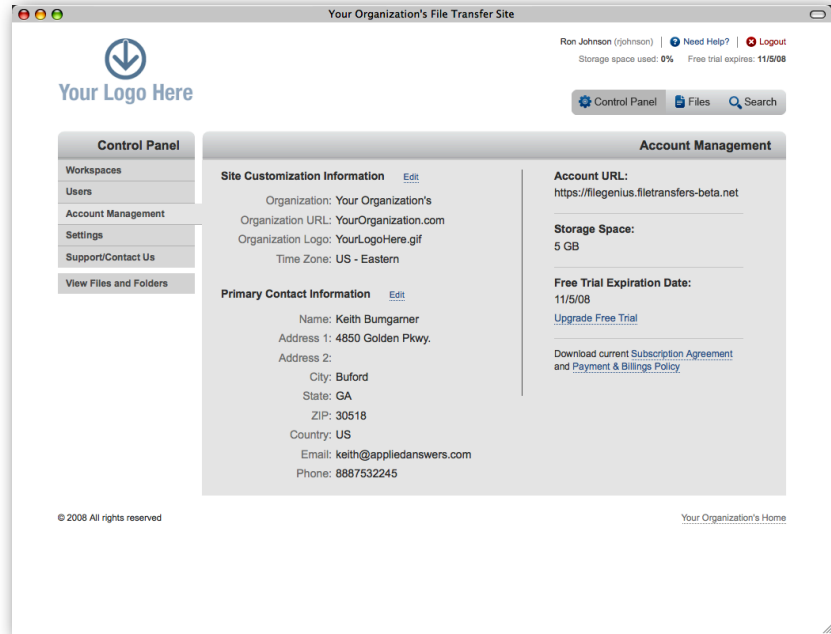 Your Organization's File Transfer Site
Ron Johnson (rjohnson) | Need Help? | Logout
Storage space used: 0% Free trial expires: 11/5/08
Your Logo Here
Control Panel Files Search
Control Panel
Account Management
Workspaces
Users
Account Management
Settings
Support/Contact Us
View Files and Folders
Site Customization Information Edit
Organization: Your Organization's
Organization URL: YourOrganization.com
Organization Logo: YourLogoHere.gif
Time Zone: US - Eastern
Primary Contact Information Edit
Name: Keith Bumgarner
Address 1: 4850 Golden Pkwy.
Address 2:
City: Buford
State: GA
ZIP: 30518
Country: US
Email: keith@appliedanswers.com
Phone: 8887532245
Account URL:
https://filegenius.filetransfers-beta.net
Storage Space:
5 GB
Free Trial Expiration Date:
11/5/08
Upgrade Free Trial
Download current Subscription Agreement
and Payment & Billings Policy
© 2008 All rights reserved
Your Organization's Home